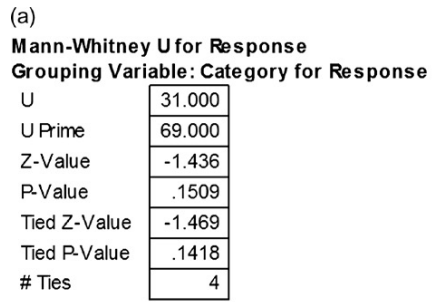 (a)
Mann-Whitney U for Response
Grouping Variable: Category for Response
U 31.000
U Prime 69.000
Z-Value -1.436
P-Value .1509
Tied Z-Value -1.469
Tied P-Value .1418
# Ties 4